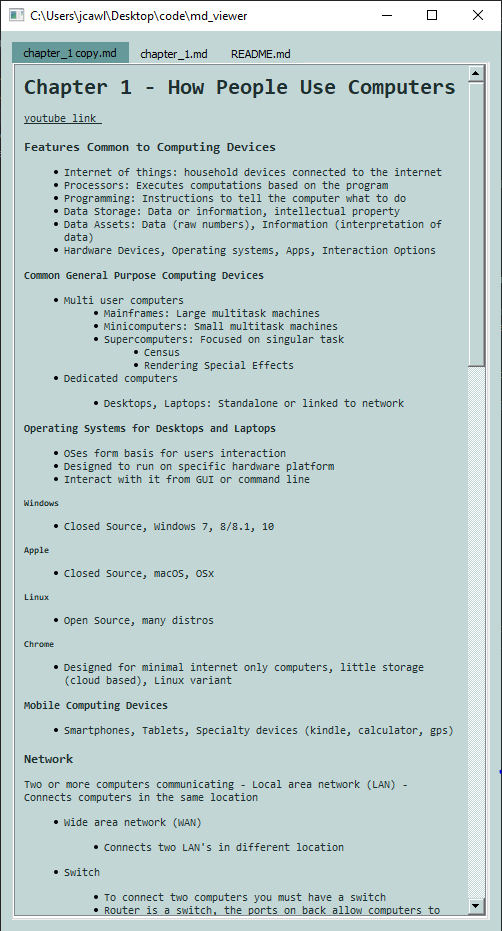 C:\Users\jcawl\Desktop\code\md_viewer
chapter_1 copy.md chapter_1.md README.md
Chapter 1 - How People Use Computers
youtube link
Features Common to Computing Devices
Internet of things: household devices connected to the internet
Processors: Executes computations based on the program
Programming: Instructions to tell the computer what to do
Data Storage: Data or information, intellectual property
Data Assets: Data (raw numbers), Information (interpretation of
data)
Hardware Devices, Operating systems, Apps, Interaction Options
Common General Purpose Computing Devices
Multi user computers
Mainframes: Large multitask machines
Minicomputers: Small multitask machines
Supercomputers: Focused on singular task
Census
Rendering Special Effects
Dedicated computers
Desktops, Laptops: Standalone or linked to network
Operating Systems for Desktops and Laptops
OSes form basis for users interaction
Designed to run on specific hardware platform
Interact with it from GUI or command line
Windows
Closed Source, Windows 7, 8/8.1, 10
Apple
Closed Source, macOS, OSx
Linux
Open Source, many distros
Chrome
Designed for minimal internet only computers, little storage
(cloud based), Linux variant
Mobile Computing Devices
Smartphones, Tablets, Specialty devices (kindle, calculator, gps)
Network
Two or more computers communicating - Local area network (LAN) -
Connects computers in the same location
Wide area network (WAN)
Connects two LAN's in different location
Switch
To connect two computers you must have a switch
Router is a switch, the ports on back allow computers to